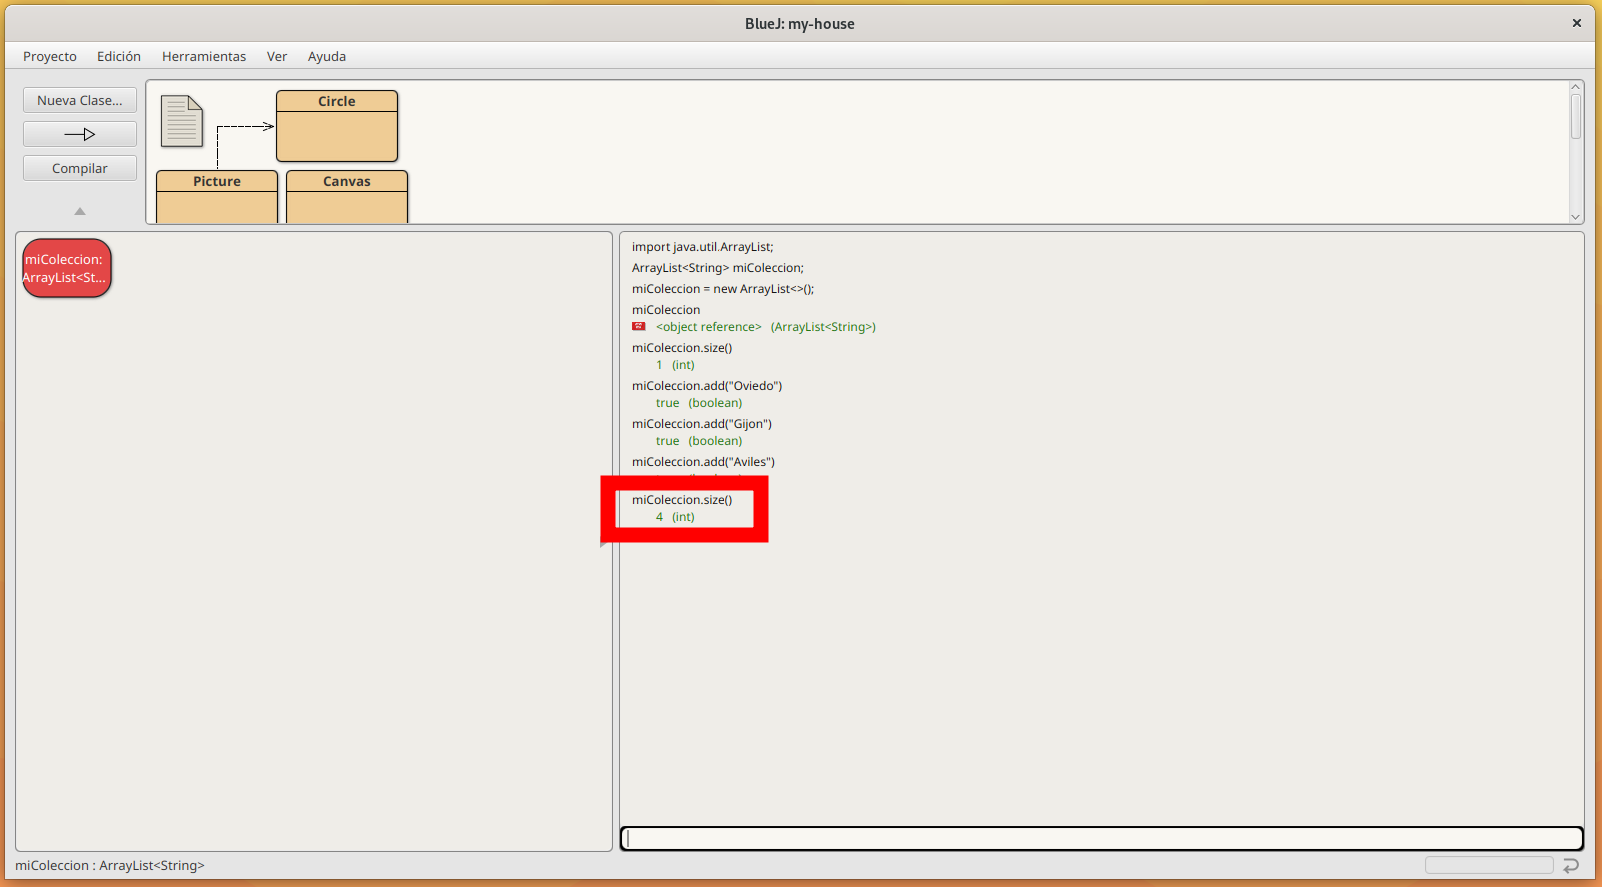 BlueJ: my-house
Proyecto Edición Herramientas Ver Ayuda
Nueva Clase...
Compilar
Circle
Picture
Canvas
miColeccion:
ArrayList<St...
import java.util.ArrayList;
ArrayList<String> miColeccion;
miColeccion = new ArrayList<>();
miColeccion
<object reference> (ArrayList<String>)
miColeccion.size()
1 (int)
miColeccion.add("Oviedo")
true (boolean)
miColeccion.add("Gijon")
true (boolean)
miColeccion.add("Aviles")
miColeccion.size()
4 (int)
miColeccion : ArrayList<String>